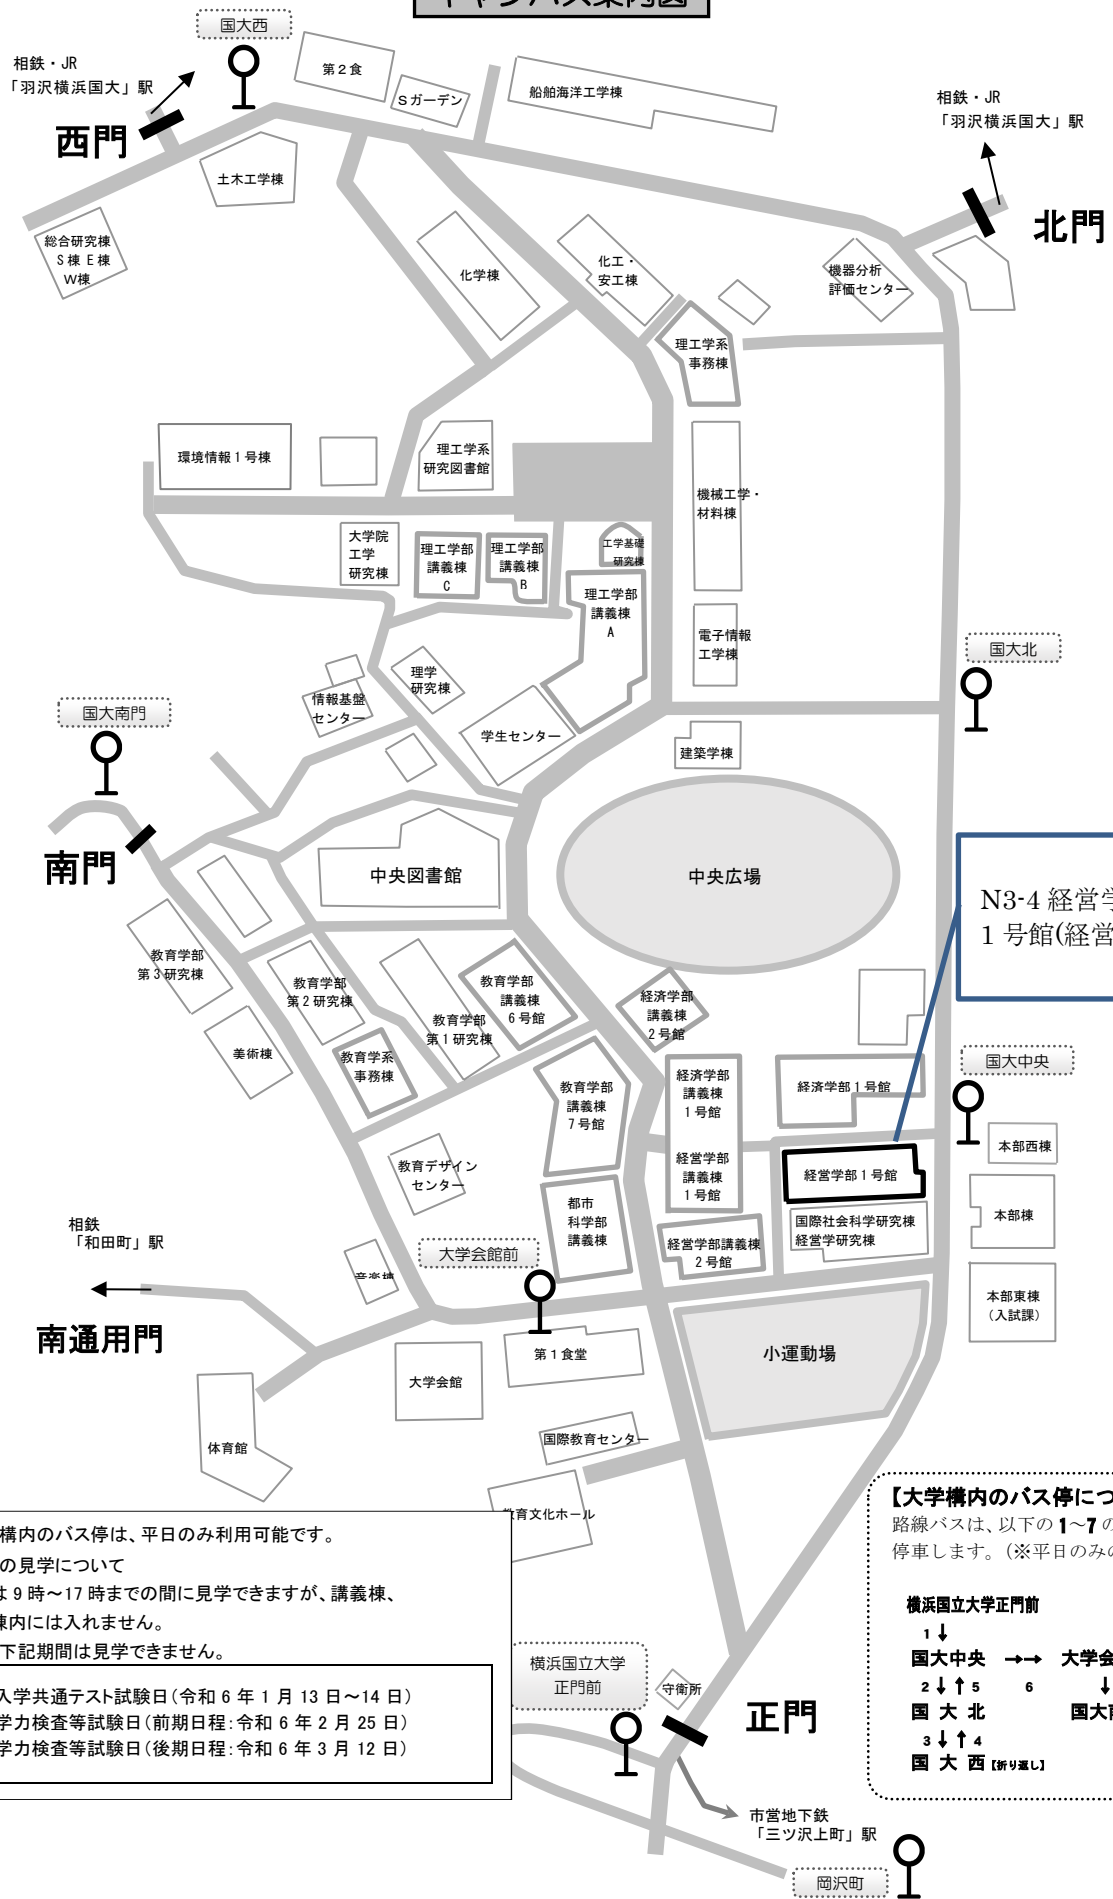 キャンパス案内図
国大西
相鉄・JR
「羽沢横浜国大」駅
西門
第２食
Ｓガーデン
船舶海洋工学棟
相鉄・JR
「羽沢横浜国大」駅
北門
土木工学棟
総合研究棟
Ｓ棟 Ｅ棟
Ｗ棟
化学棟
化工・
安工棟
機器分析
評価センター
理工学系
事務棟
環境情報１号棟
理工学系
研究図書館
機械工学・
材料棟
大学院
工学
研究棟
理工学部
講義棟
C
理工学部
講義棟
B
工学基礎
研究棟
理工学部
講義棟
A
電子情報
工学棟
国大北
理学
研究棟
情報基盤
センター
学生センター
建築学棟
国大南門
南門
中央図書館
中央広場
N3-4 経営学
1 号館(経営
教育学部
第３研究棟
教育学部
第２研究棟
教育学部
第１研究棟
教育学部
講義棟
６号館
経済学部
講義棟
２号館
美術棟
教育学系
事務棟
国大中央
教育学部
講義棟
７号館
経済学部
講義棟
１号館
経済学部１号館
本部西棟
経営学部
講義棟
１号館
経営学部１号館
教育デザイン
センター
都市
科学部
講義棟
国際社会科学研究棟
経営学研究棟
本部棟
相鉄
「和田町」駅
大学会館前
経営学部講義棟
２号館
音楽棟
本部東棟
（入試課）
南通用門
第１食堂
小運動場
大学会館
体育館
国際教育センター
教育文化ホール
構内のバス停は、平日のみ利用可能です。
の見学について
は 9 時～17 時までの間に見学できますが、講義棟、
棟内には入れません。
下記期間は見学できません。
入学共通テスト試験日（令和 6 年 1 月 13 日～14 日）
学力検査等試験日（前期日程：令和 6 年 2 月 25 日）
学力検査等試験日（後期日程：令和 6 年 3 月 12 日）
【大学構内のバス停につ
路線バスは、以下の 1～7 の
停車します。（※平日のみの
横浜国立大学正門前
1 ↓
国大中央 →→ 大学会
2 ↓ ↑ 5 6 ↓
国 大 北 国大南
3 ↓ ↑ 4
国 大 西 【折り返し】
横浜国立大学
正門前
守衛所
正門
市営地下鉄
「三ツ沢上町」駅
岡沢町